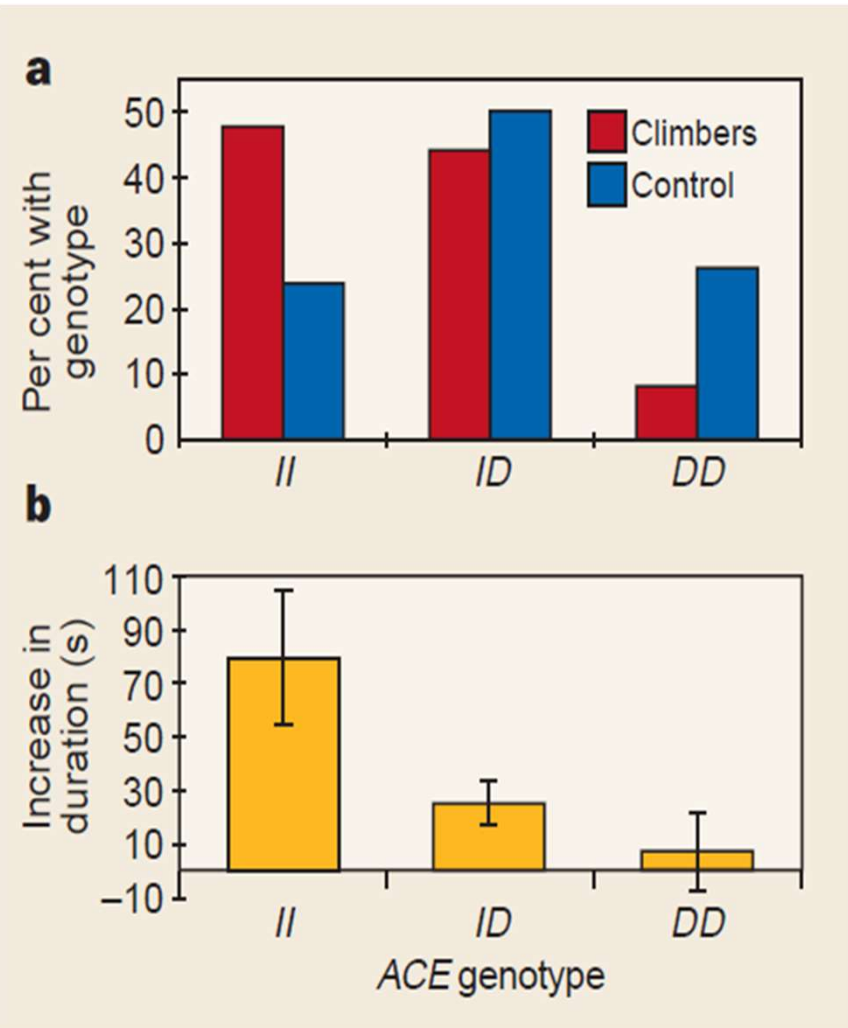 a
Per cent with
genotype
50
40
30
20
10
0
Climbers
Control
II
ID
DD
b
Increase in
duration (s)
110
90
70
50
30
10
–10
II
ID
DD
ACE genotype